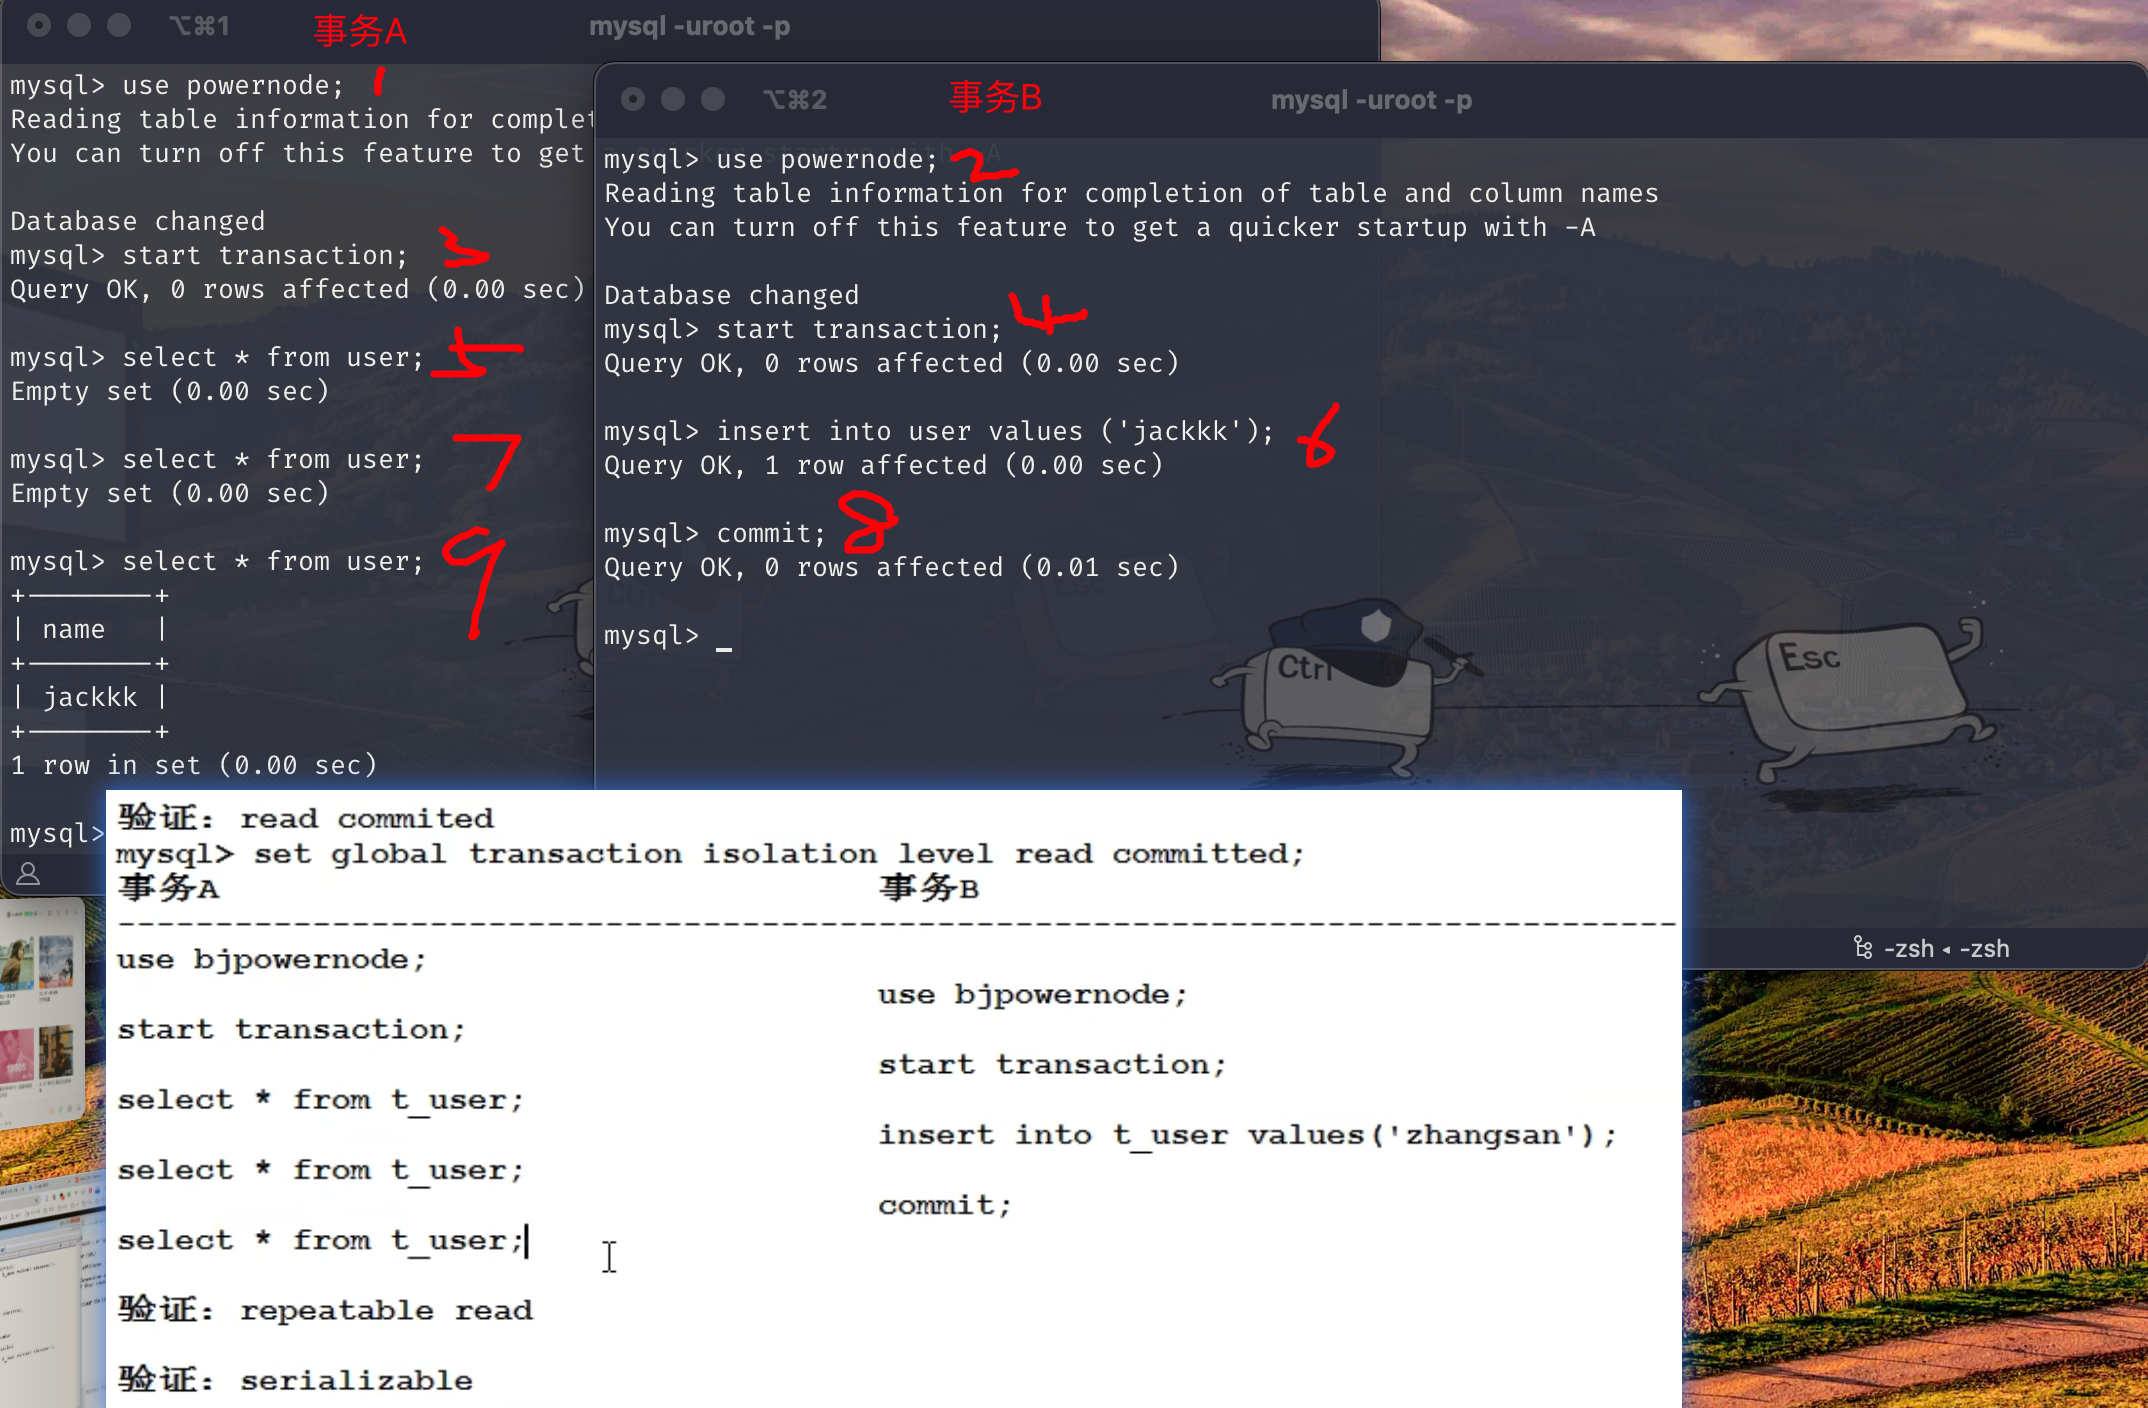 ⌥⌘1
事务A
mysql -uroot -p
mysql> use powernode;
1
Reading table information for complet
You can turn off this feature to get
Database changed
mysql> start transaction;
3
Query OK, 0 rows affected (0.00 sec)
mysql> select * from user;
5
Empty set (0.00 sec)
mysql> select * from user;
7
Empty set (0.00 sec)
mysql> select * from user;
9
+--------+
| name |
+--------+
| jackkk |
+--------+
1 row in set (0.00 sec)
mysql>
⌥⌘2
事务B
mysql -uroot -p
mysql> use powernode;
2
Reading table information for completion of table and column names
You can turn off this feature to get a quicker startup with -A
Database changed
mysql> start transaction;
4
Query OK, 0 rows affected (0.00 sec)
mysql> insert into user values ('jackkk');
6
Query OK, 1 row affected (0.00 sec)
mysql> commit;
8
Query OK, 0 rows affected (0.01 sec)
mysql>
Ctrl
Esc
-zsh ◂ -zsh
验证：read commited
mysql> set global transaction isolation level read committed;
事务A 事务B
--------------------------------------------------------------------------------
use bjpowernode;
use bjpowernode;
start transaction;
start transaction;
select * from t_user;
insert into t_user values('zhangsan');
select * from t_user;
commit;
select * from t_user;
验证：repeatable read
验证：serializable